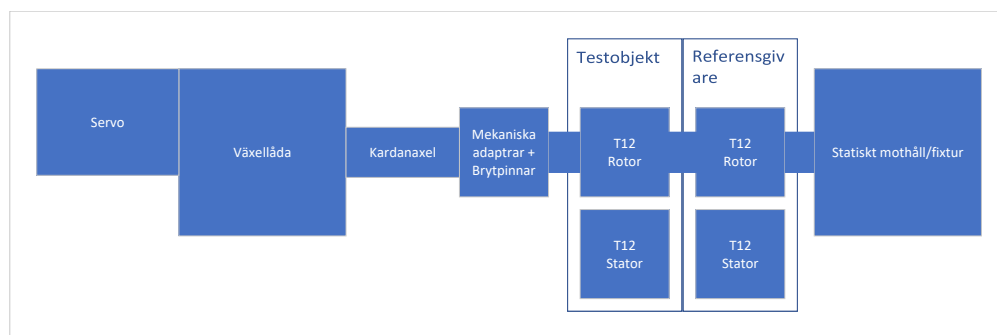 Servo
Växellåda
Kardanaxel
Mekaniska
adaptrar +
Brytpinnar
Testobjekt
T12
Rotor
T12
Stator
Referensgiv
are
T12
Rotor
T12
Stator
Statiskt mothåll/fixtur